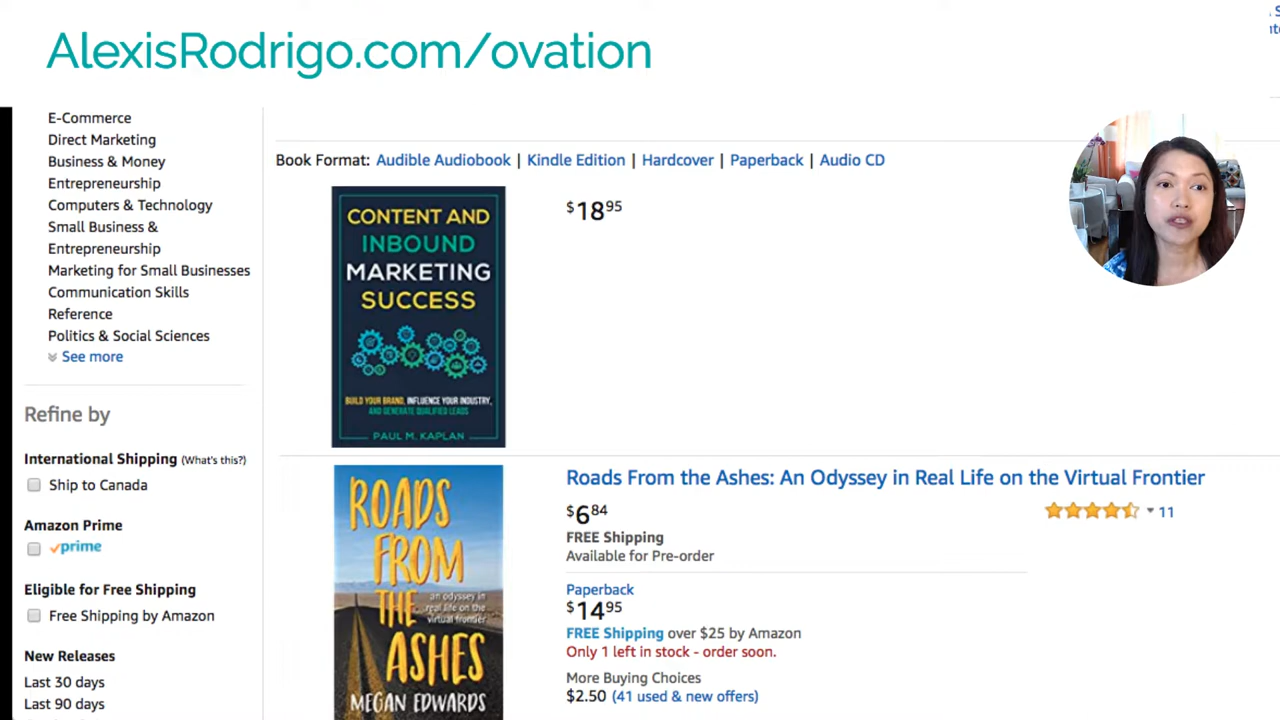 AlexisRodrigo.com/ovation
E-Commerce
Direct Marketing
Business & Money
Entrepreneurship
Computers & Technology
Small Business &
Entrepreneurship
Marketing for Small Businesses
Communication Skills
Reference
Politics & Social Sciences
See more
Refine by
International Shipping (What's this?)
Ship to Canada
Amazon Prime
prime
Eligible for Free Shipping
Free Shipping by Amazon
New Releases
Last 30 days
Last 90 days
Book Format: Audible Audiobook | Kindle Edition | Hardcover | Paperback | Audio CD
CONTENT AND
INBOUND
MARKETING
SUCCESS
BUILD YOUR BRAND, INFLUENCE YOUR INDUSTRY,
AND GENERATE QUALIFIED LEADS
PAUL M. KAPLAN
$18 95
ROADS
FROM
THE
ASHES
an odyssey in
real life on the
virtual frontier
MEGAN EDWARDS
Roads From the Ashes: An Odyssey in Real Life on the Virtual Frontier
$6 84
11
FREE Shipping
Available for Pre-order
Paperback
$14 95
FREE Shipping over $25 by Amazon
Only 1 left in stock - order soon.
More Buying Choices
$2.50 (41 used & new offers)